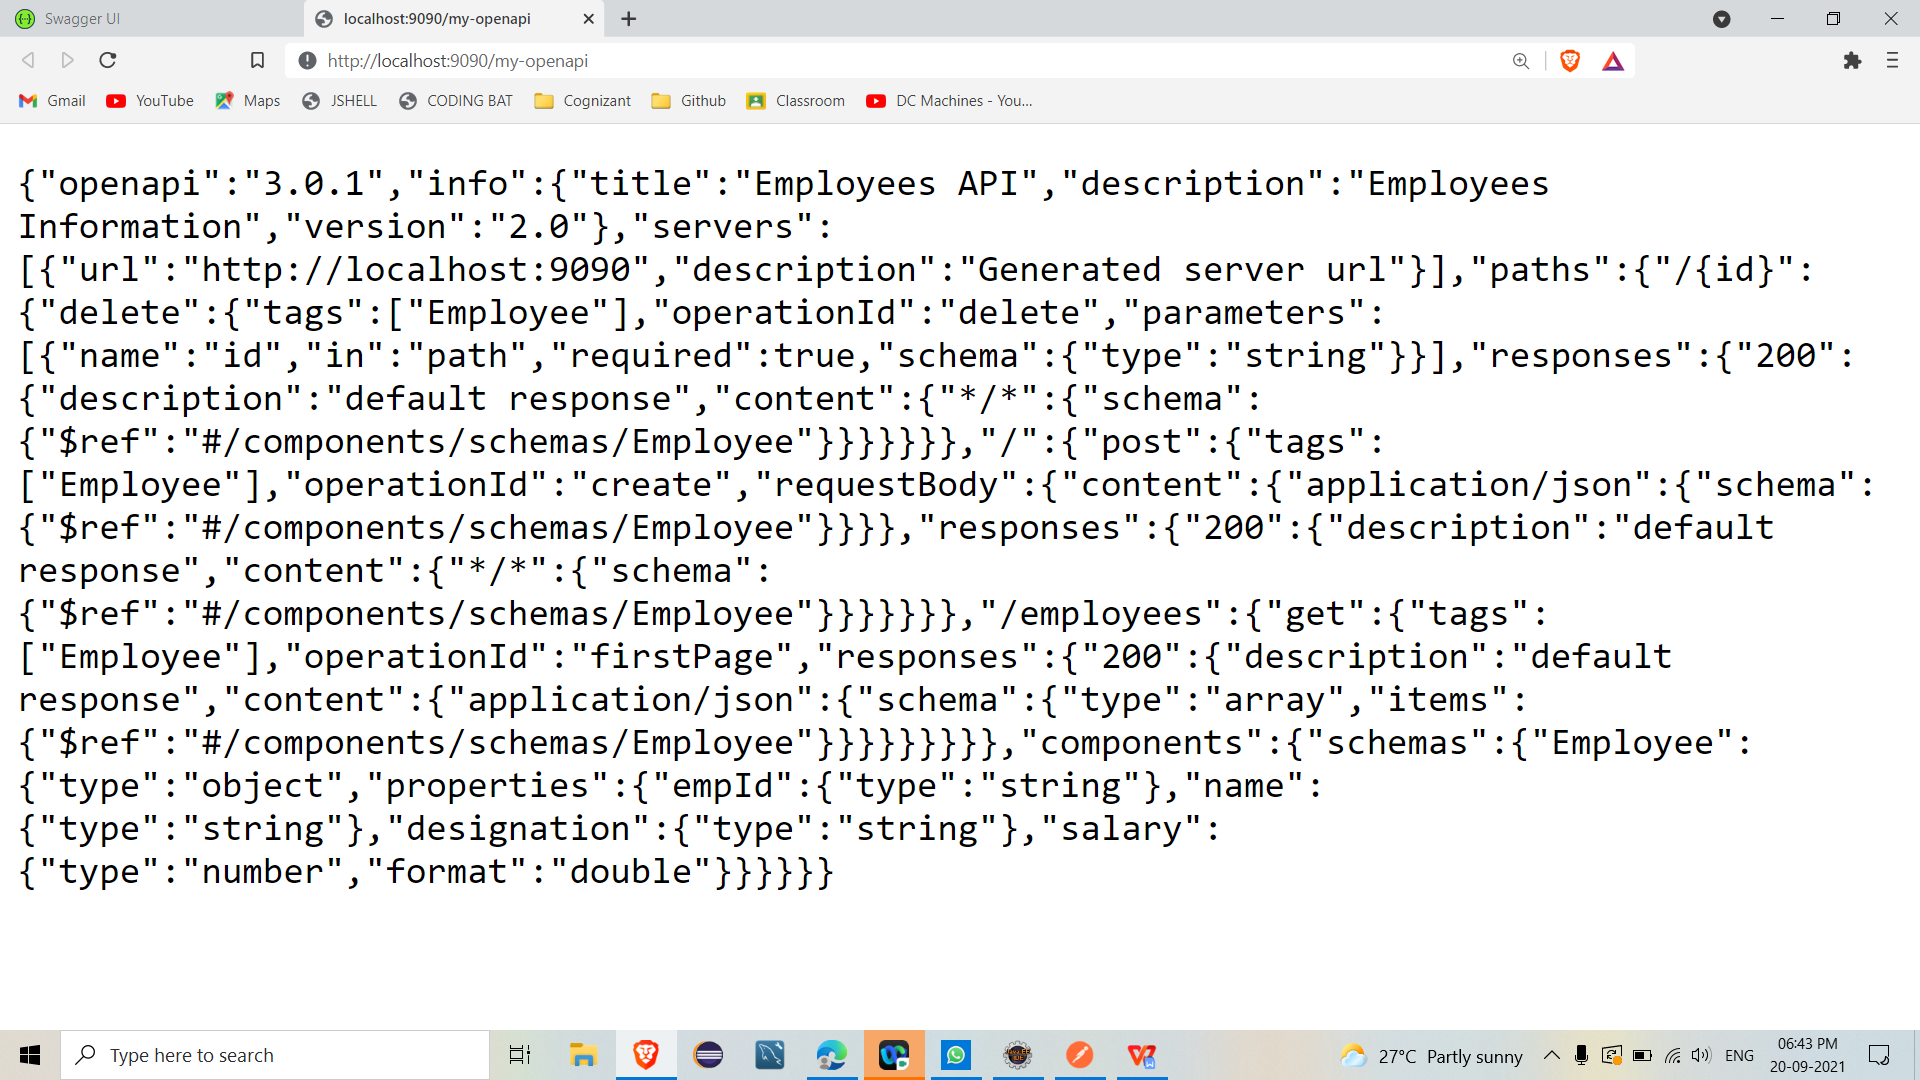 Swagger UI
localhost:9090/my-openapi
http://localhost:9090/my-openapi
Gmail YouTube Maps JSHELL CODING BAT Cognizant Github Classroom DC Machines - You...
{"openapi":"3.0.1","info":{"title":"Employees API","description":"Employees
Information","version":"2.0"},"servers":
[{"url":"http://localhost:9090","description":"Generated server url"}],"paths":{"/{id}":
{"delete":{"tags":["Employee"],"operationId":"delete","parameters":
[{"name":"id","in":"path","required":true,"schema":{"type":"string"}}],"responses":{"200":
{"description":"default response","content":{"*/*":{"schema":
{"$ref":"#/components/schemas/Employee"}}}}}}},"/":{"post":{"tags":
["Employee"],"operationId":"create","requestBody":{"content":{"application/json":{"schema":
{"$ref":"#/components/schemas/Employee"}}}},"responses":{"200":{"description":"default
response","content":{"*/*":{"schema":
{"$ref":"#/components/schemas/Employee"}}}}}}},"/employees":{"get":{"tags":
["Employee"],"operationId":"firstPage","responses":{"200":{"description":"default
response","content":{"application/json":{"schema":{"type":"array","items":
{"$ref":"#/components/schemas/Employee"}}}}}}}}},"components":{"schemas":{"Employee":
{"type":"object","properties":{"empId":{"type":"string"},"name":
{"type":"string"},"designation":{"type":"string"},"salary":
{"type":"number","format":"double"}}}}}}
Type here to search
27°C Partly sunny
ENG
06:43 PM
20-09-2021